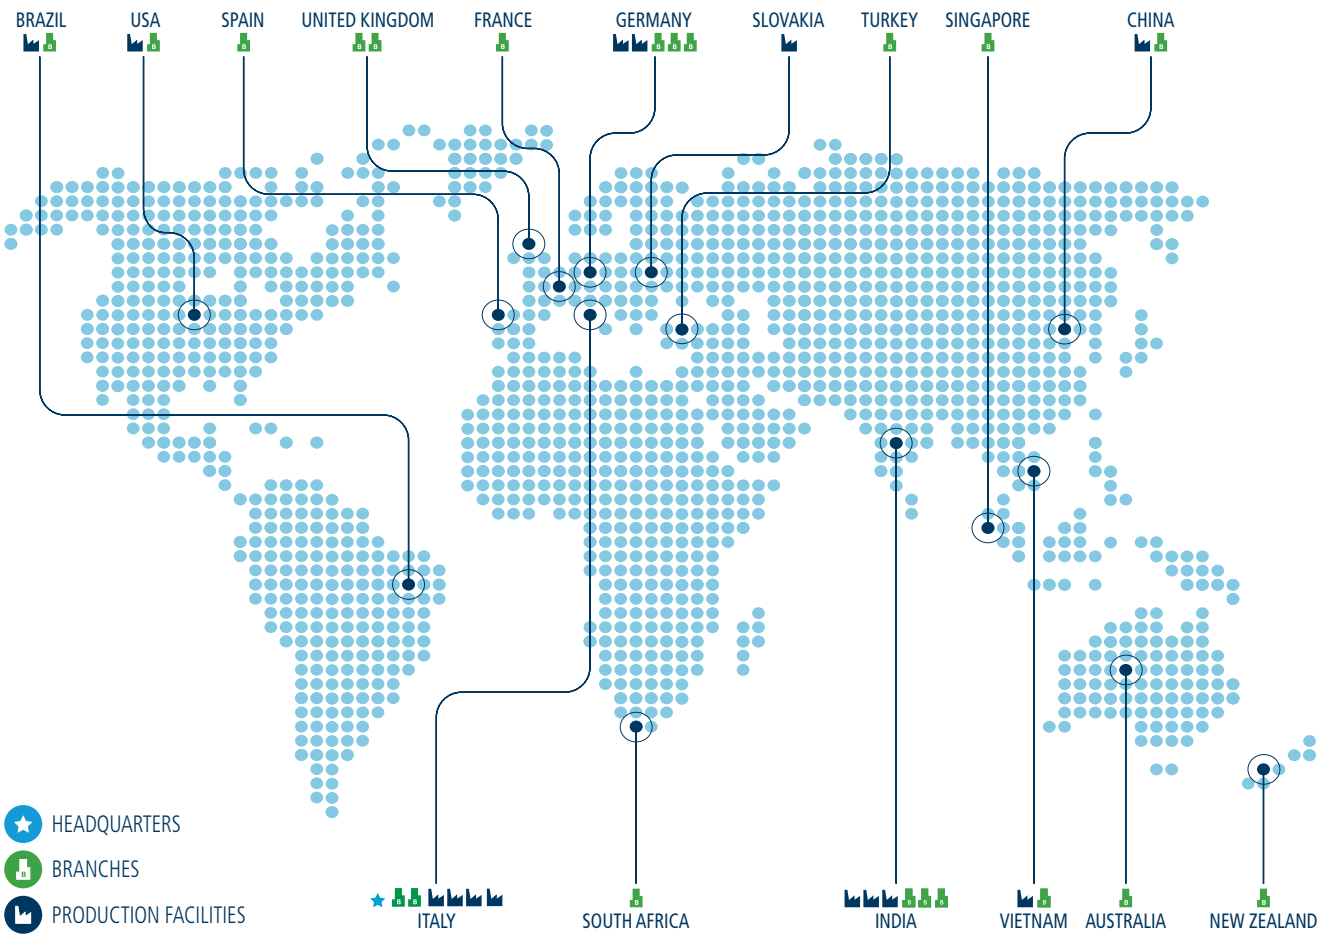 BRAZIL
USA
SPAIN
UNITED KINGDOM
FRANCE
GERMANY
SLOVAKIA
TURKEY
SINGAPORE
CHINA
B
B
B
B B
B
B B B
B
B
B
HEADQUARTERS
B
BRANCHES
PRODUCTION FACILITIES
B B
B
B B B
B
B
B
ITALY
SOUTH AFRICA
INDIA
VIETNAM
AUSTRALIA
NEW ZEALAND